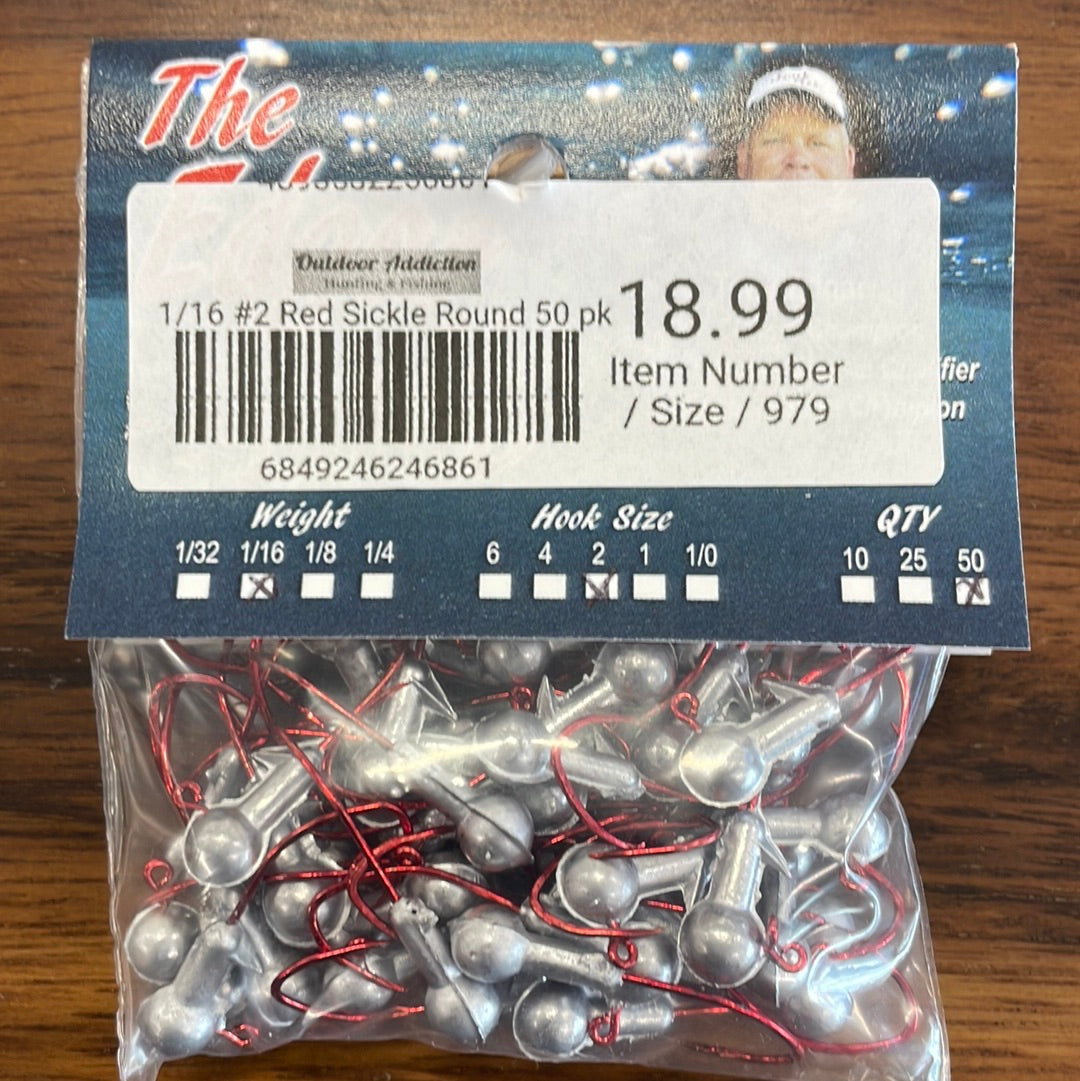 The
Outdoor Addiction
Hunting & Fishing
1/16 #2 Red Sickle Round 50 pk
18.99
Item Number
/ Size / 979
6849246246861
fier
on
Weight
Hook Size
QTY
1/32 1/16 1/8 1/4
6 4 2 1 1/0
10 25 50